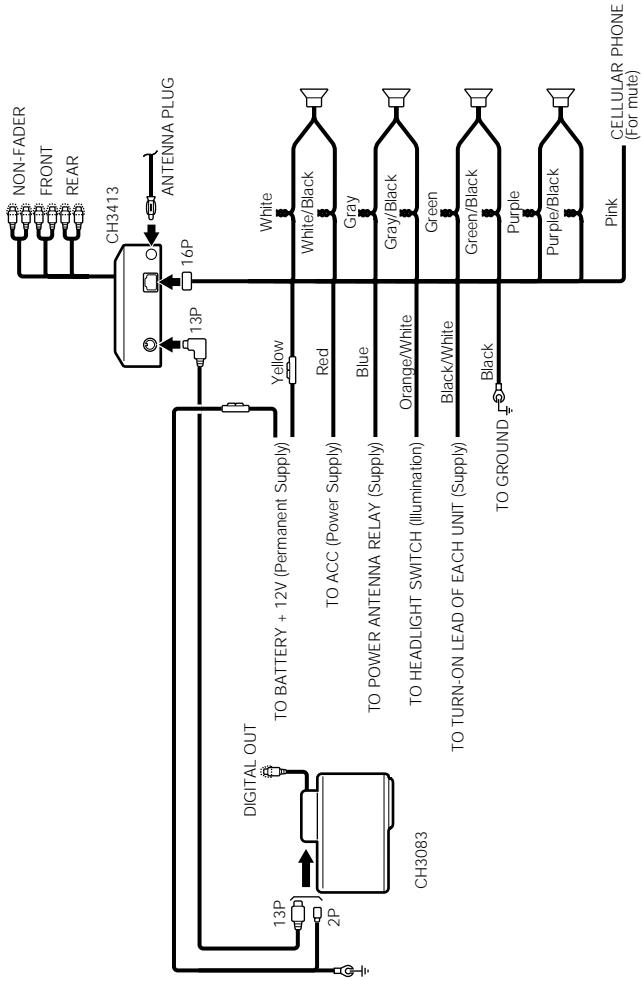 NON-FADER
FRONT
REAR
CH3413
ANTENNA PLUG
13P
16P
White
White/Black
Gray
Gray/Black
Green
Green/Black
Purple
Purple/Black
Pink
CELLULAR PHONE
(For mute)
Yellow
Red
Blue
Orange/White
Black/White
Black
TO BATTERY + 12V (Permanent Supply)
TO ACC (Power Supply)
TO POWER ANTENNA RELAY (Supply)
TO HEADLIGHT SWITCH (Illumination)
TO TURN-ON LEAD OF EACH UNIT (Supply)
TO GROUND
DIGITAL OUT
CH3083
13P
2P